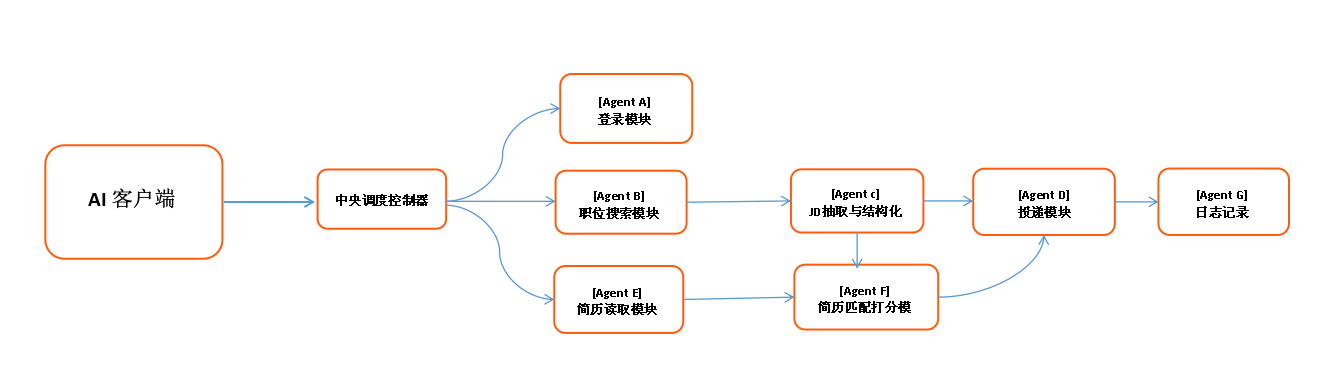 AI 客户端
中央调度控制器
[Agent A]
登录模块
[Agent B]
职位搜索模块
[Agent c]
JD抽取与结构化
[Agent D]
投递模块
[Agent G]
日志记录
[Agent E]
简历读取模块
[Agent F]
简历匹配打分模